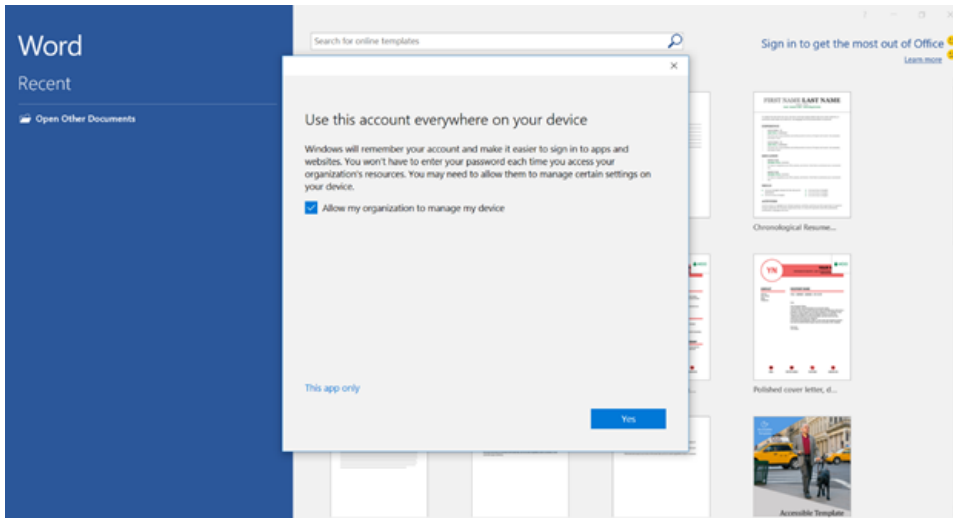 Word
Recent
Open Other Documents
Search for online templates
Sign in to get the most out of Office
Learn more
Use this account everywhere on your device
Windows will remember your account and make it easier to sign in to apps and
websites. You won't have to enter your password each time you access your
organization's resources. You may need to allow them to manage certain settings on
your device.
Allow my organization to manage my device
This app only
Yes
FIRST NAME LAST NAME
Chronological Resume...
YN
Polished cover letter, d...
Accessible Template